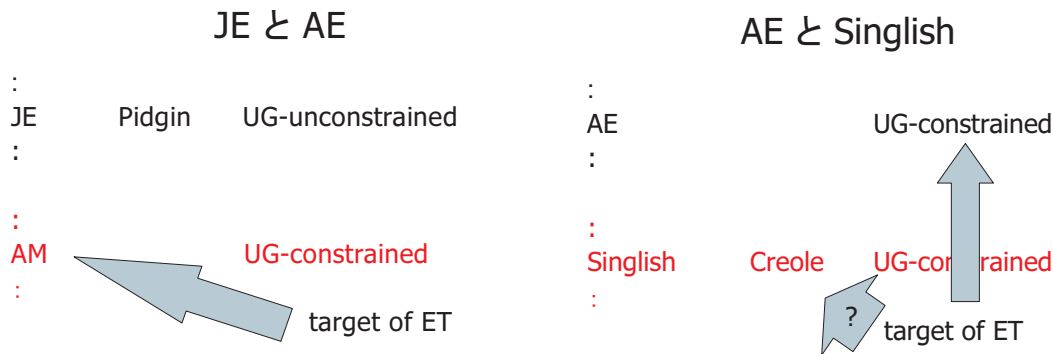 JE と AE
:
JE Pidgin UG-unconstrained
:
:
AM UG-constrained
:
target of ET
AE と Singlish
:
AE UG-constrained
:
:
Singlish Creole UG-constrained
:
?
target of ET